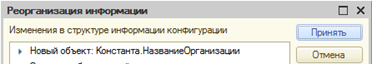 Реорганизация информации
Изменения в структуре информации конфигурации
Принять
Новый объект: Константа.НазваниеОрганизации
Отмена